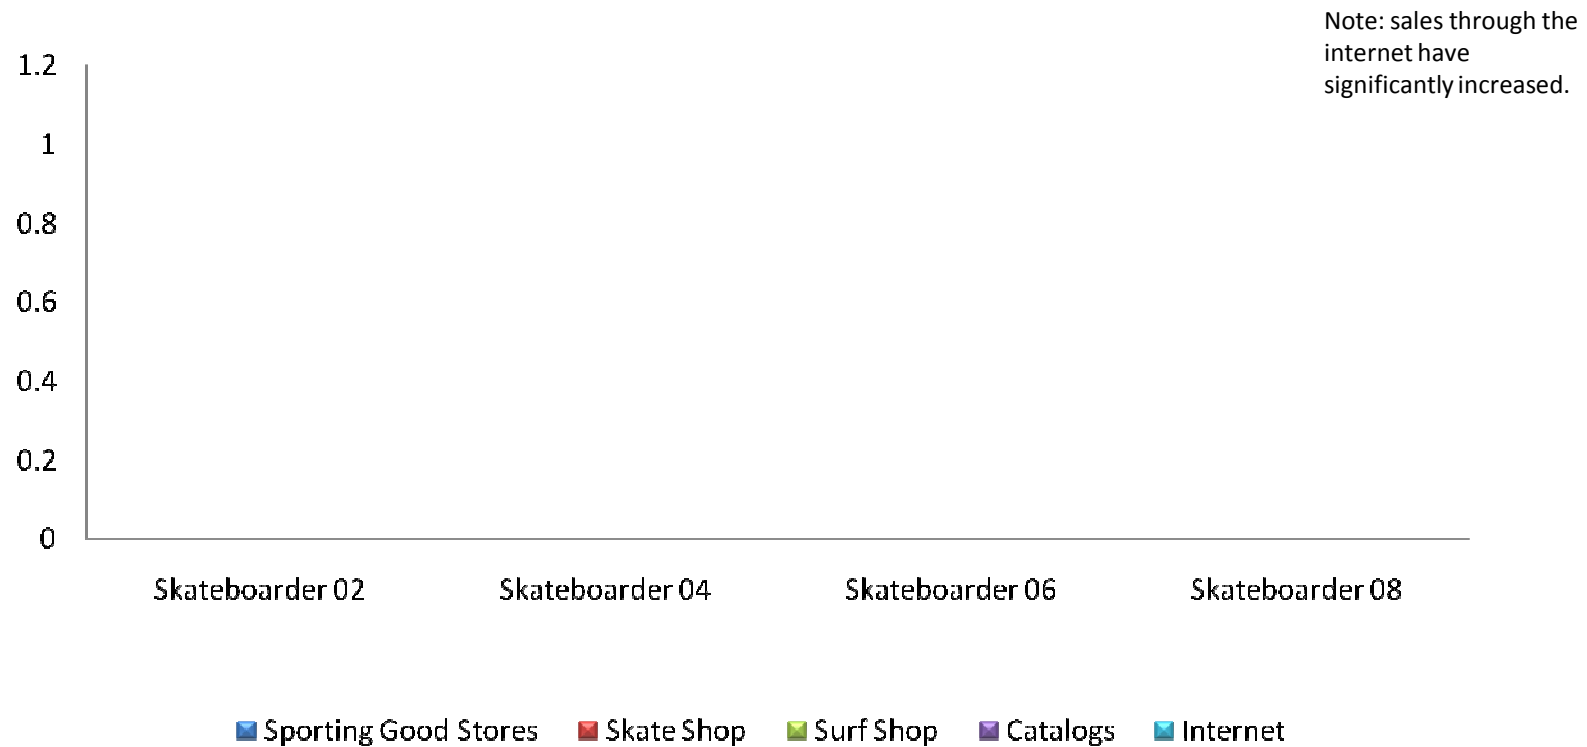 Note: sales through the
internet have
significantly increased.
1.2
1
0.8
0.6
0.4
0.2
0
Skateboarder 02 Skateboarder 04 Skateboarder 06 Skateboarder 08
Sporting Good Stores Skate Shop Surf Shop Catalogs Internet